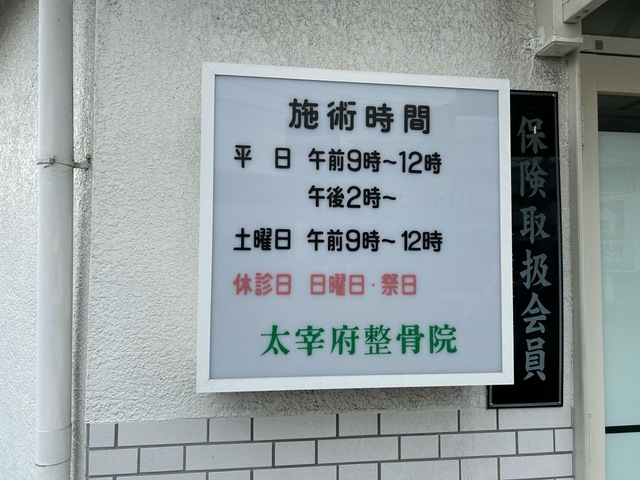 施術時間
平　日 午前9時〜12時
午後2時〜
土曜日 午前9時〜12時
休診日 日曜日・祭日
太宰府整骨院
保険取扱会員